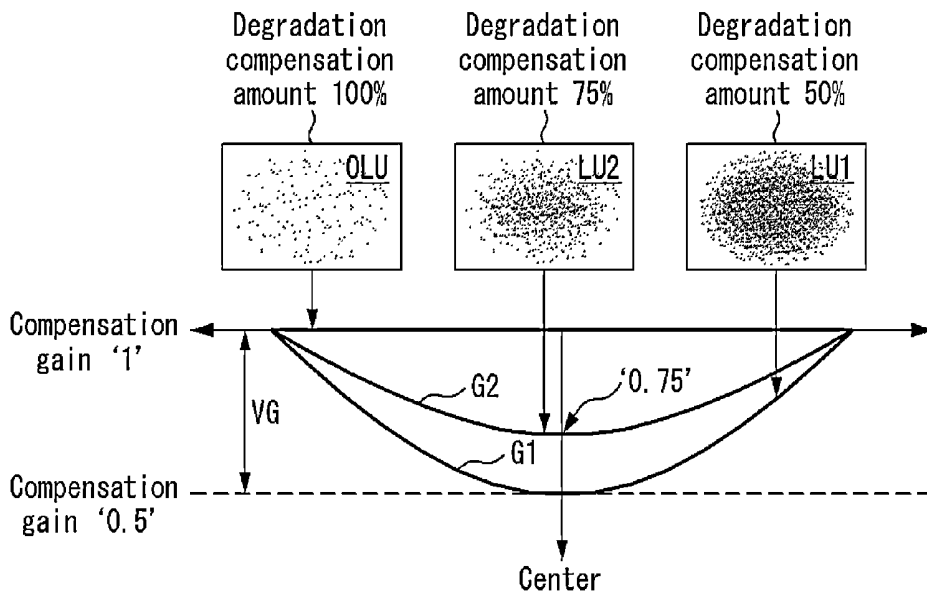 Degradation
compensation
amount 100%
Degradation
compensation
amount 75%
Degradation
compensation
amount 50%
OLU
LU2
LU1
Compensation
gain ‘1’
VG
G2
‘0.75’
G1
Compensation
gain ‘0.5’
Center